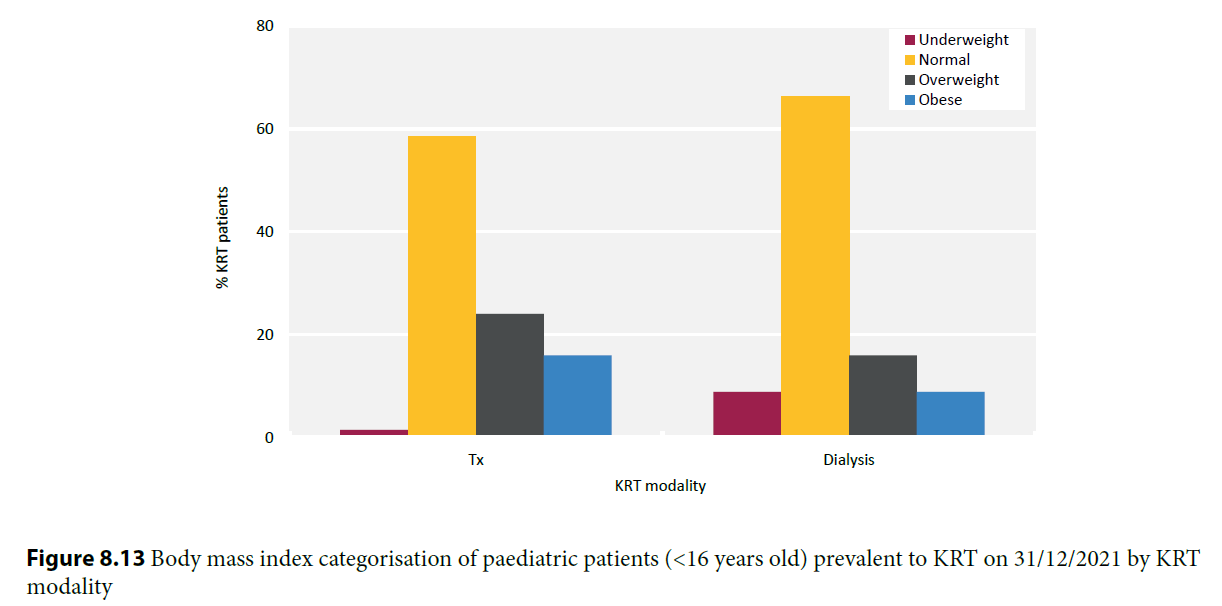 80
Underweight
Normal
Overweight
Obese
60
40
20
0
% KRT patients
Tx
Dialysis
KRT modality
Figure 8.13 Body mass index categorisation of paediatric patients (<16 years old) prevalent to KRT on 31/12/2021 by KRT
modality